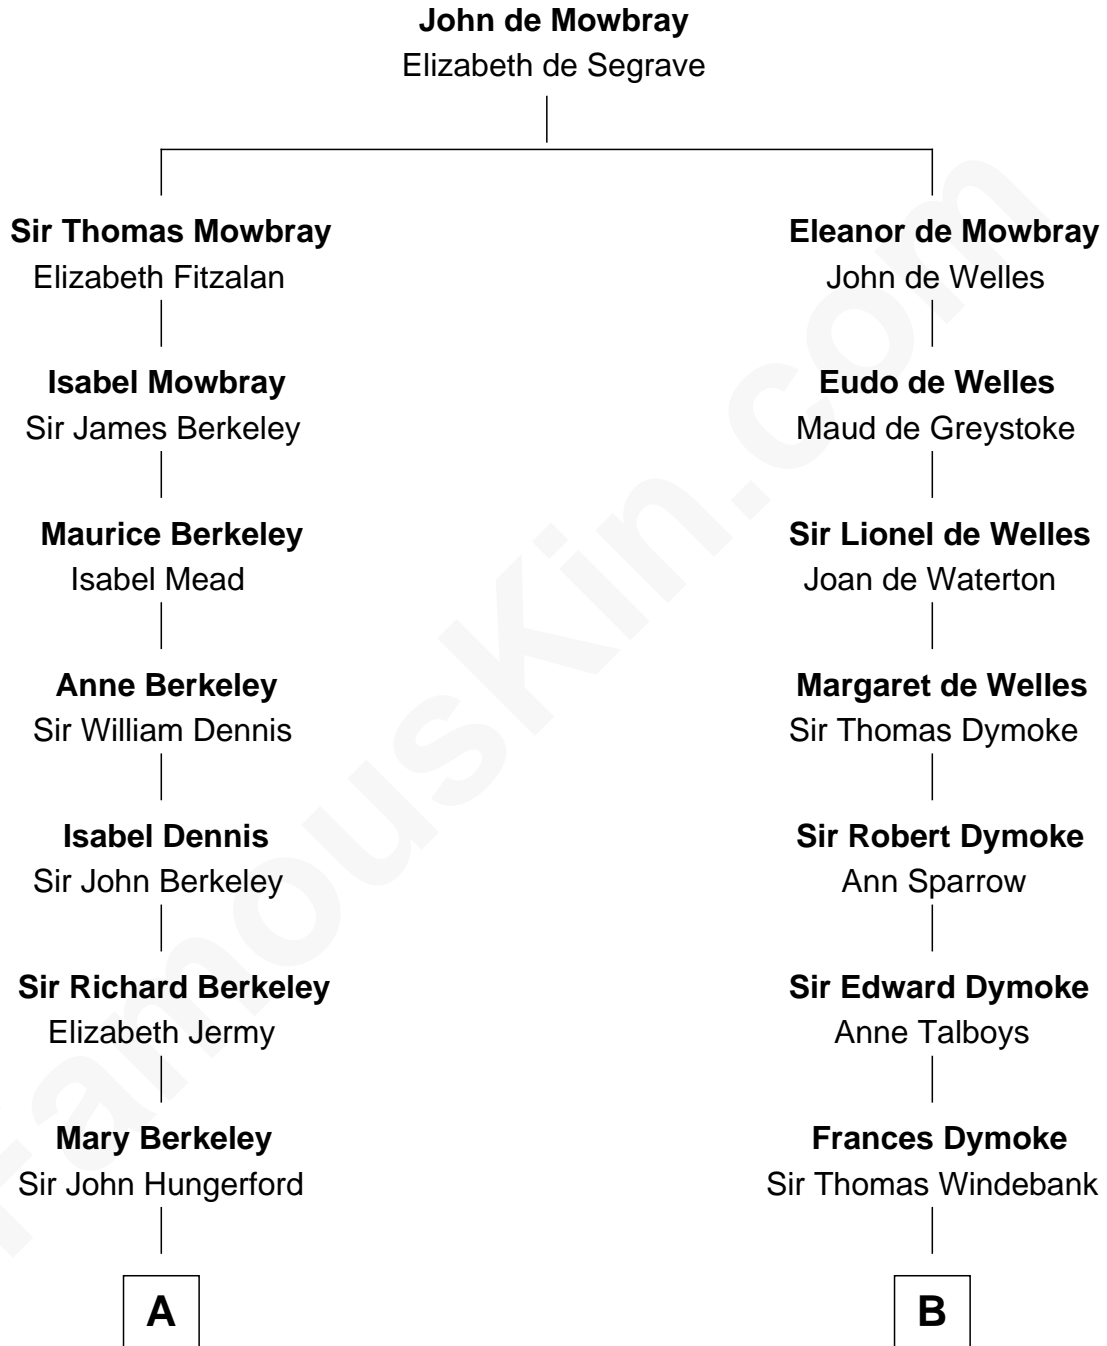 John de Mowbray
Elizabeth de Segrave
Sir Thomas Mowbray
Elizabeth Fitzalan
Eleanor de Mowbray
John de Welles
Isabel Mowbray
Sir James Berkeley
Eudo de Welles
Maud de Greystoke
Maurice Berkeley
Isabel Mead
Sir Lionel de Welles
Joan de Waterton
Anne Berkeley
Sir William Dennis
Margaret de Welles
Sir Thomas Dymoke
Isabel Dennis
Sir John Berkeley
Sir Robert Dymoke
Ann Sparrow
Sir Richard Berkeley
Elizabeth Jermy
Sir Edward Dymoke
Anne Talboys
Mary Berkeley
Sir John Hungerford
Frances Dymoke
Sir Thomas Windebank
A
B
FamousKin.com